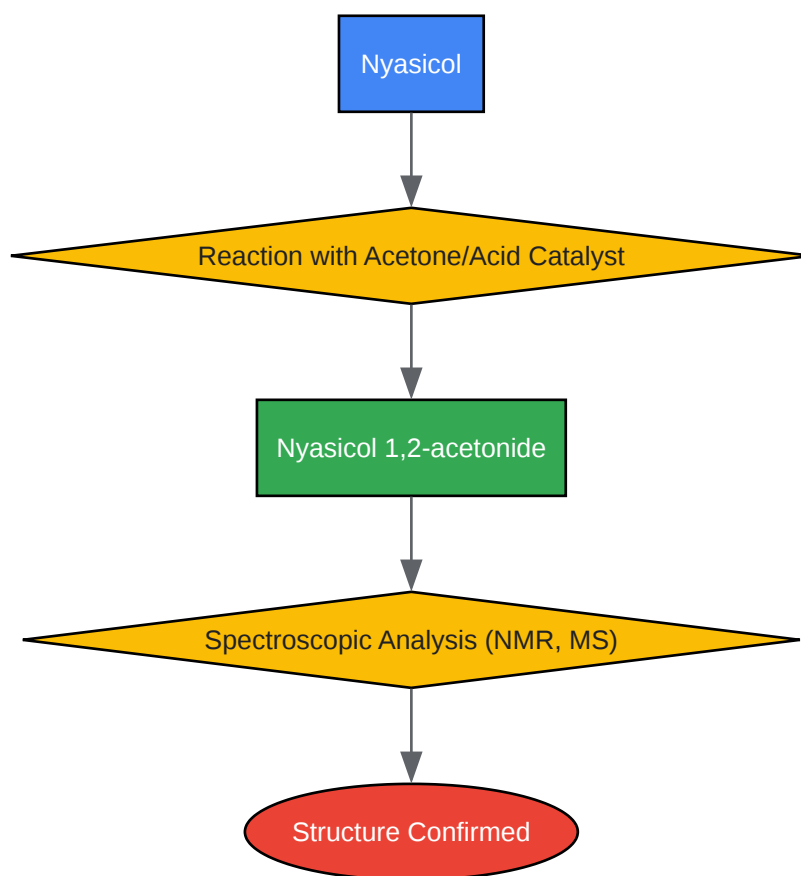 Nyasicol
Reaction with Acetone/Acid Catalyst
Nyasicol 1,2-acetonide
Spectroscopic Analysis (NMR, MS)
Structure Confirmed